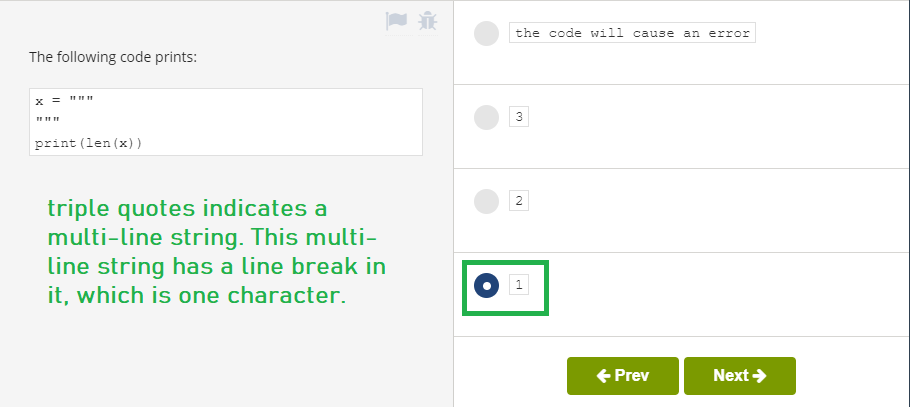 The following code prints:
x = """
"""
print(len(x))
triple quotes indicates a
multi-line string. This multi-
line string has a line break in
it, which is one character.
the code will cause an error
3
2
1
Prev
Next